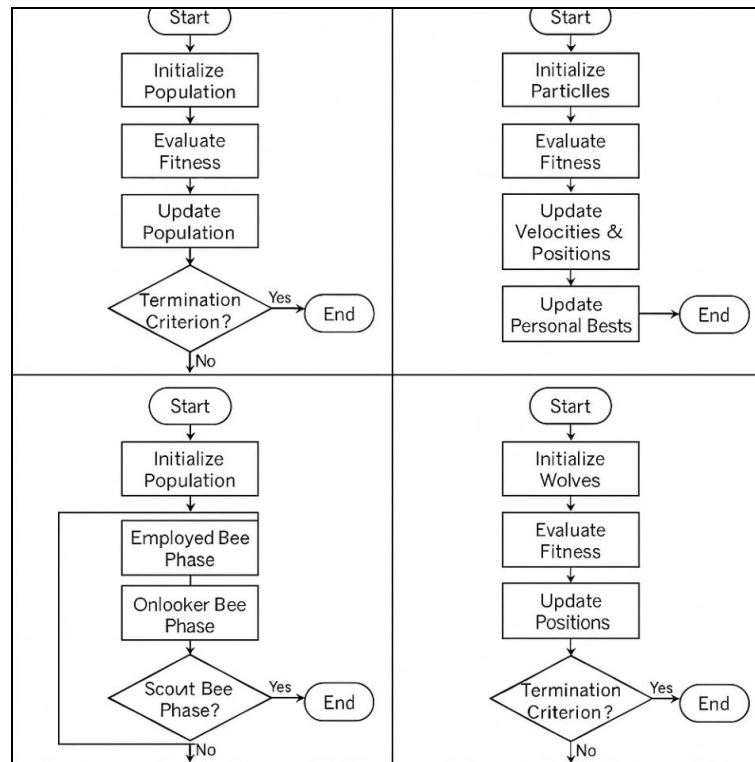 Start
Initialize
Population
Evaluate
Fitness
Update
Population
Termination
Criterion?
Yes
End
No
Start
Initialize
Particlles
Evaluate
Fitness
Update
Velocities &
Positions
Update
Personal Bests
End
Start
Initialize
Population
Employed Bee
Phase
Onlooker Bee
Phase
Scout Bee
Phase?
Yes
End
No
Start
Initialize
Wolves
Evaluate
Fitness
Update
Positions
Termination
Criterion?
Yes
End
No